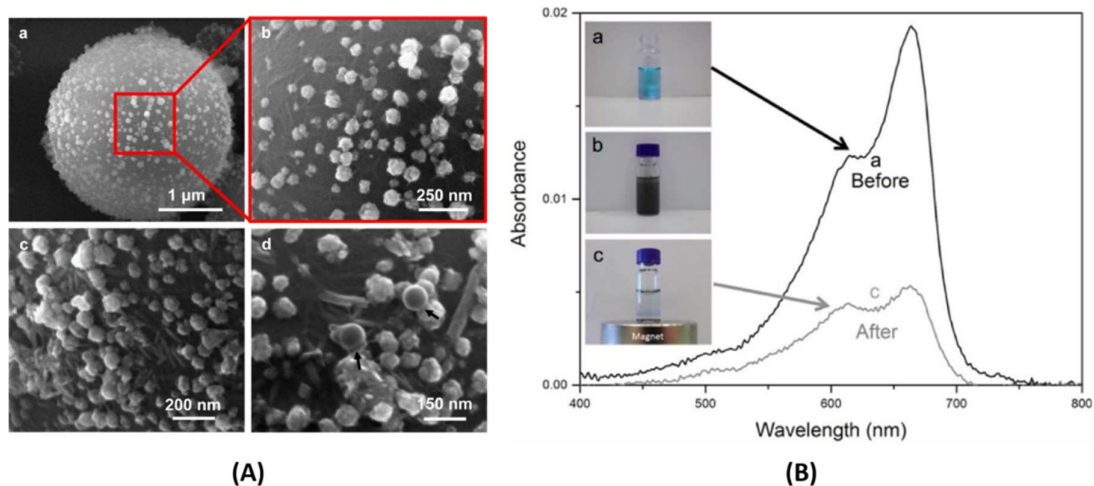 a
1 µm
b
250 nm
c
200 nm
d
150 nm
(A)
0.02
0.01
0.00
Absorbance
a
b
c
Magnet
a
Before
c
After
400
500
600
700
800
Wavelength (nm)
(B)